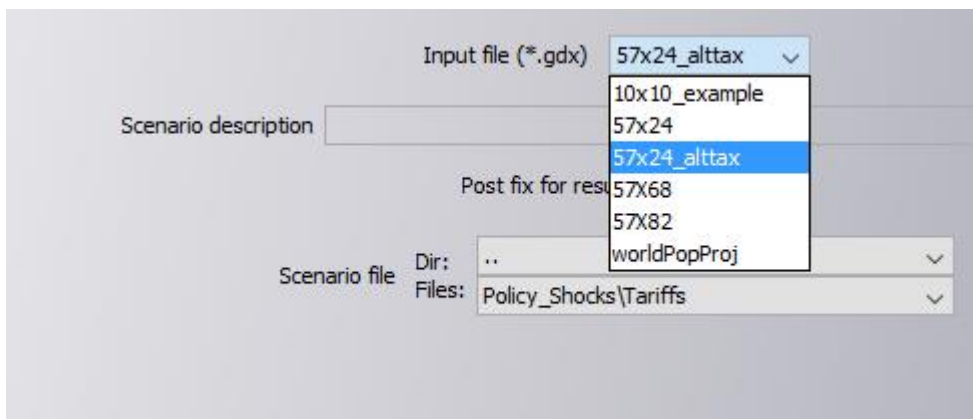 Input file (*.gdx) 57x24_alttax
10x10_example
Scenario description 57x24
57x24_alttax
Post fix for resu 57X68
57X82
worldPopProj
Scenario file Dir: ..
Files: Policy_Shocks\Tariffs